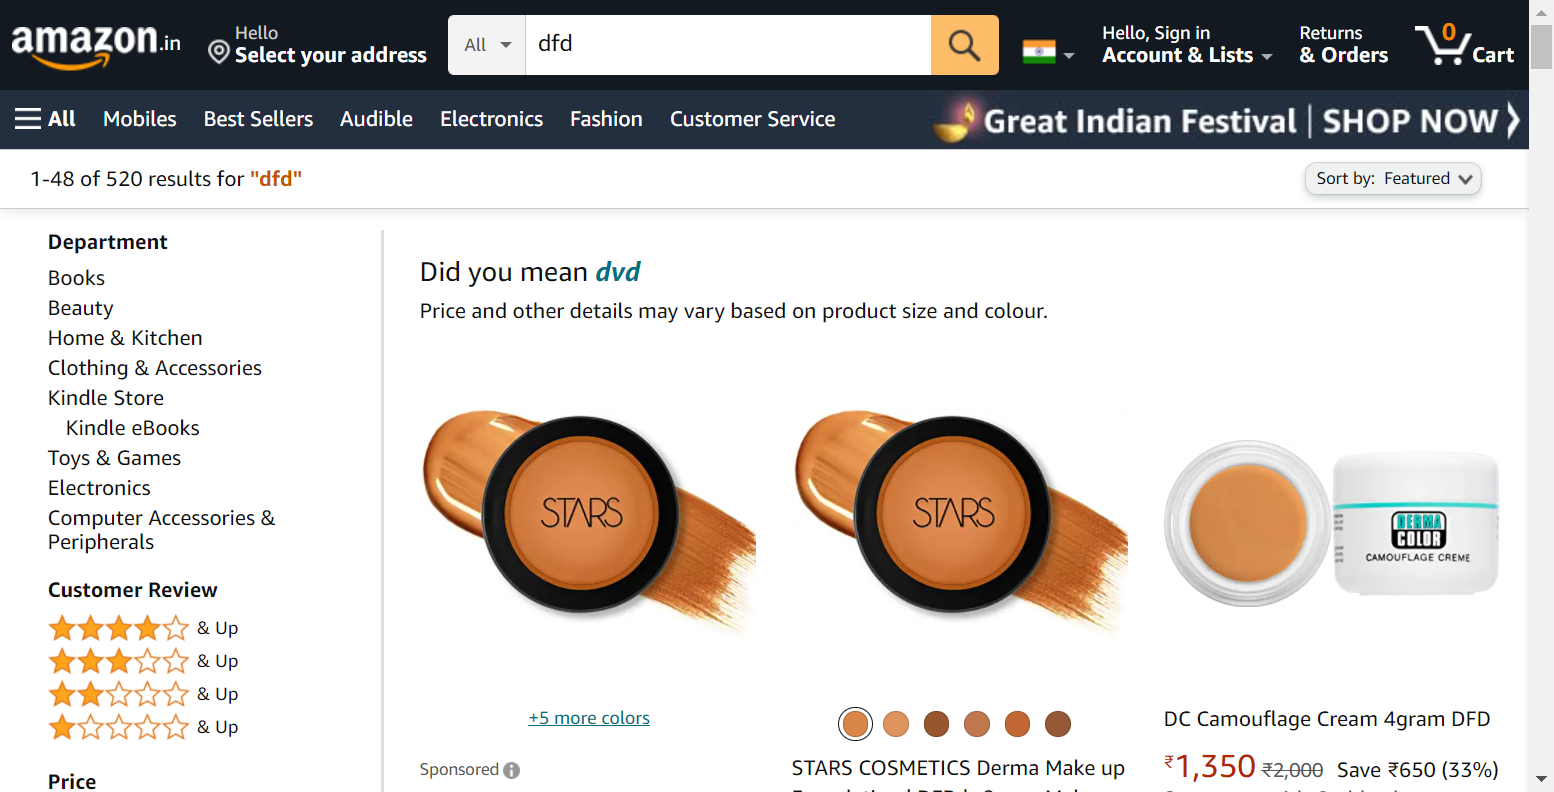 amazon.in
Hello
Select your address
All
dfd
Hello, Sign in
Account & Lists
Returns
& Orders
0
Cart
All
Mobiles
Best Sellers
Audible
Electronics
Fashion
Customer Service
Great Indian Festival | SHOP NOW
1-48 of 520 results for "dfd"
Sort by: Featured
Department
Books
Beauty
Home & Kitchen
Clothing & Accessories
Kindle Store
Kindle eBooks
Toys & Games
Electronics
Computer Accessories &
Peripherals
Customer Review
& Up
& Up
& Up
& Up
Price
Did you mean dvd
Price and other details may vary based on product size and colour.
STARS
+5 more colors
Sponsored
STARS
STARS COSMETICS Derma Make up
DERMA
COLOR
CAMOUFLAGE CREME
DC Camouflage Cream 4gram DFD
₹1,350 ₹2,000 Save ₹650 (33%)